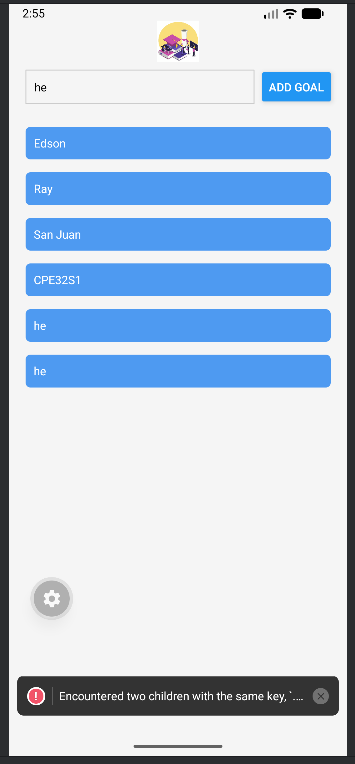 2:55
he
ADD GOAL
Edson
Ray
San Juan
CPE32S1
he
he
Encountered two children with the same key, `....